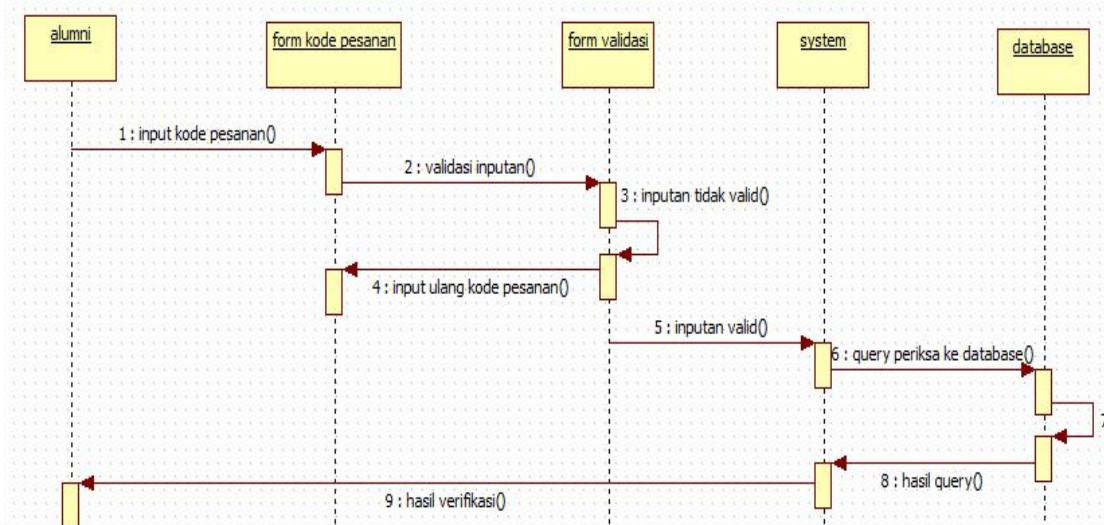 alumni
form kode pesanan
form validasi
system
database
1 : input kode pesanan()
2 : validasi inputan()
3 : inputan tidak valid()
4 : input ulang kode pesanan()
5 : inputan valid()
6 : query periksa ke database()
8 : hasil query()
9 : hasil verifikasi()